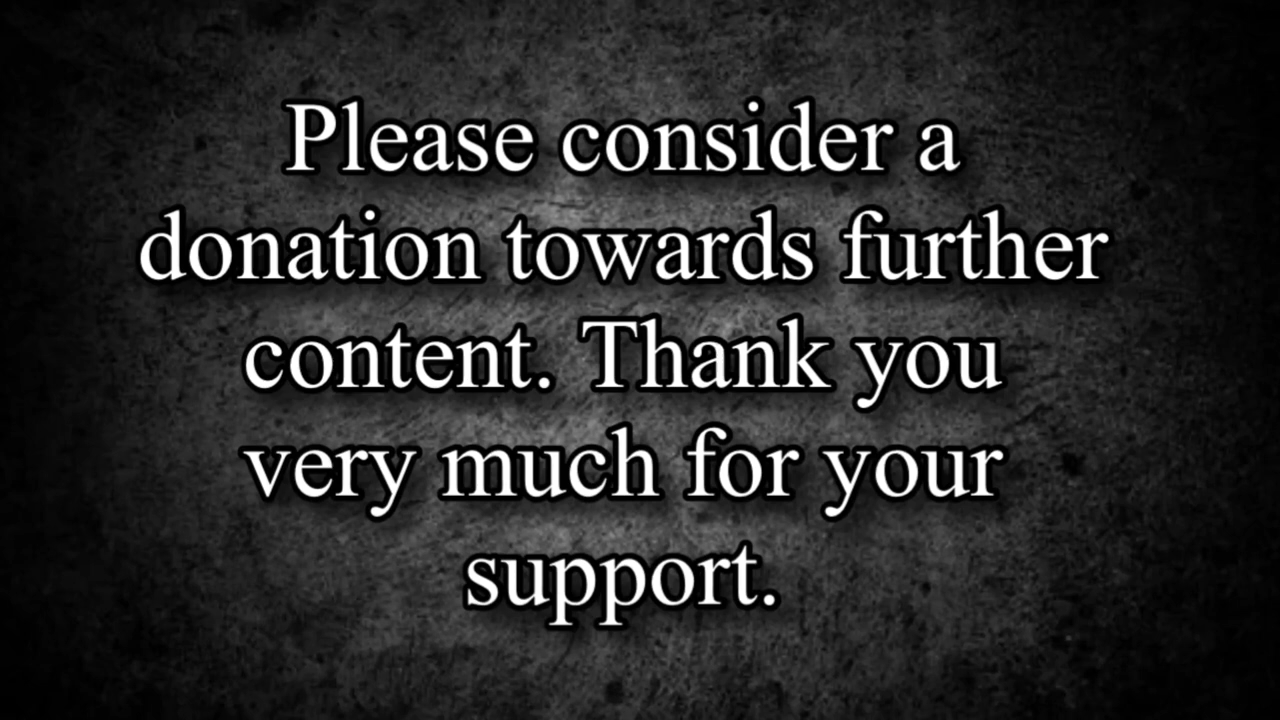 Please consider a
donation towards further
content. Thank you
very much for your
support.